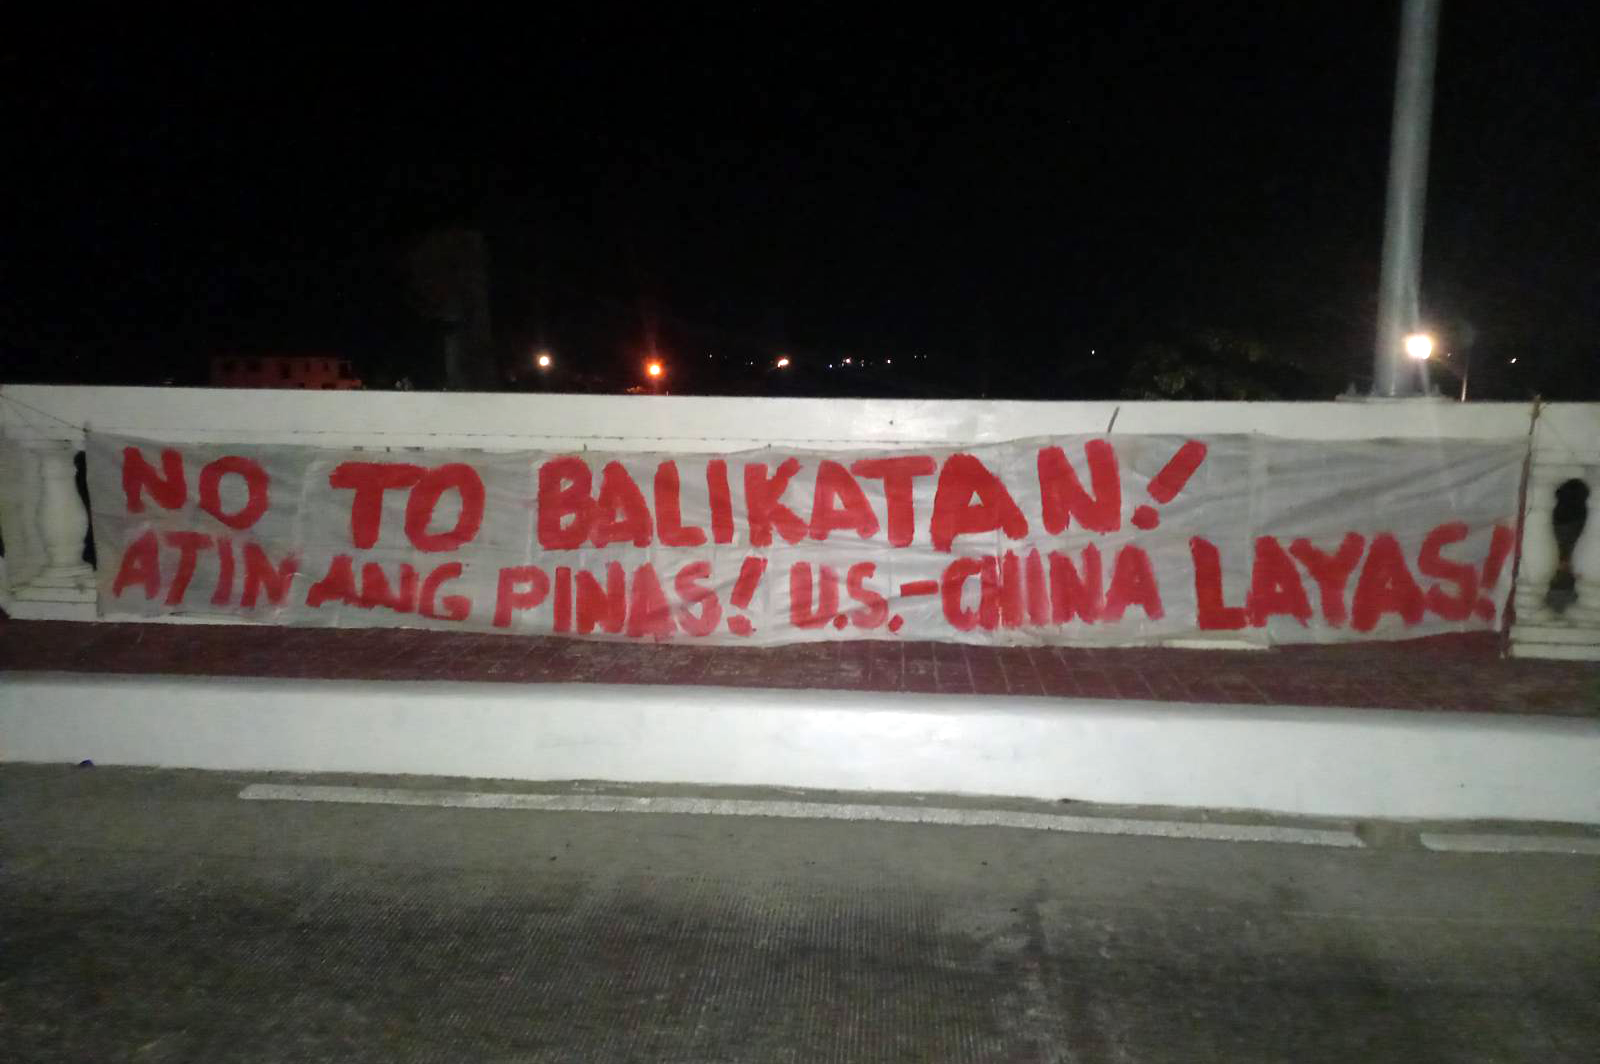 NO TO BALIKATAN!
ATIN ANG PINAS! U.S.-CHINA LAYAS!